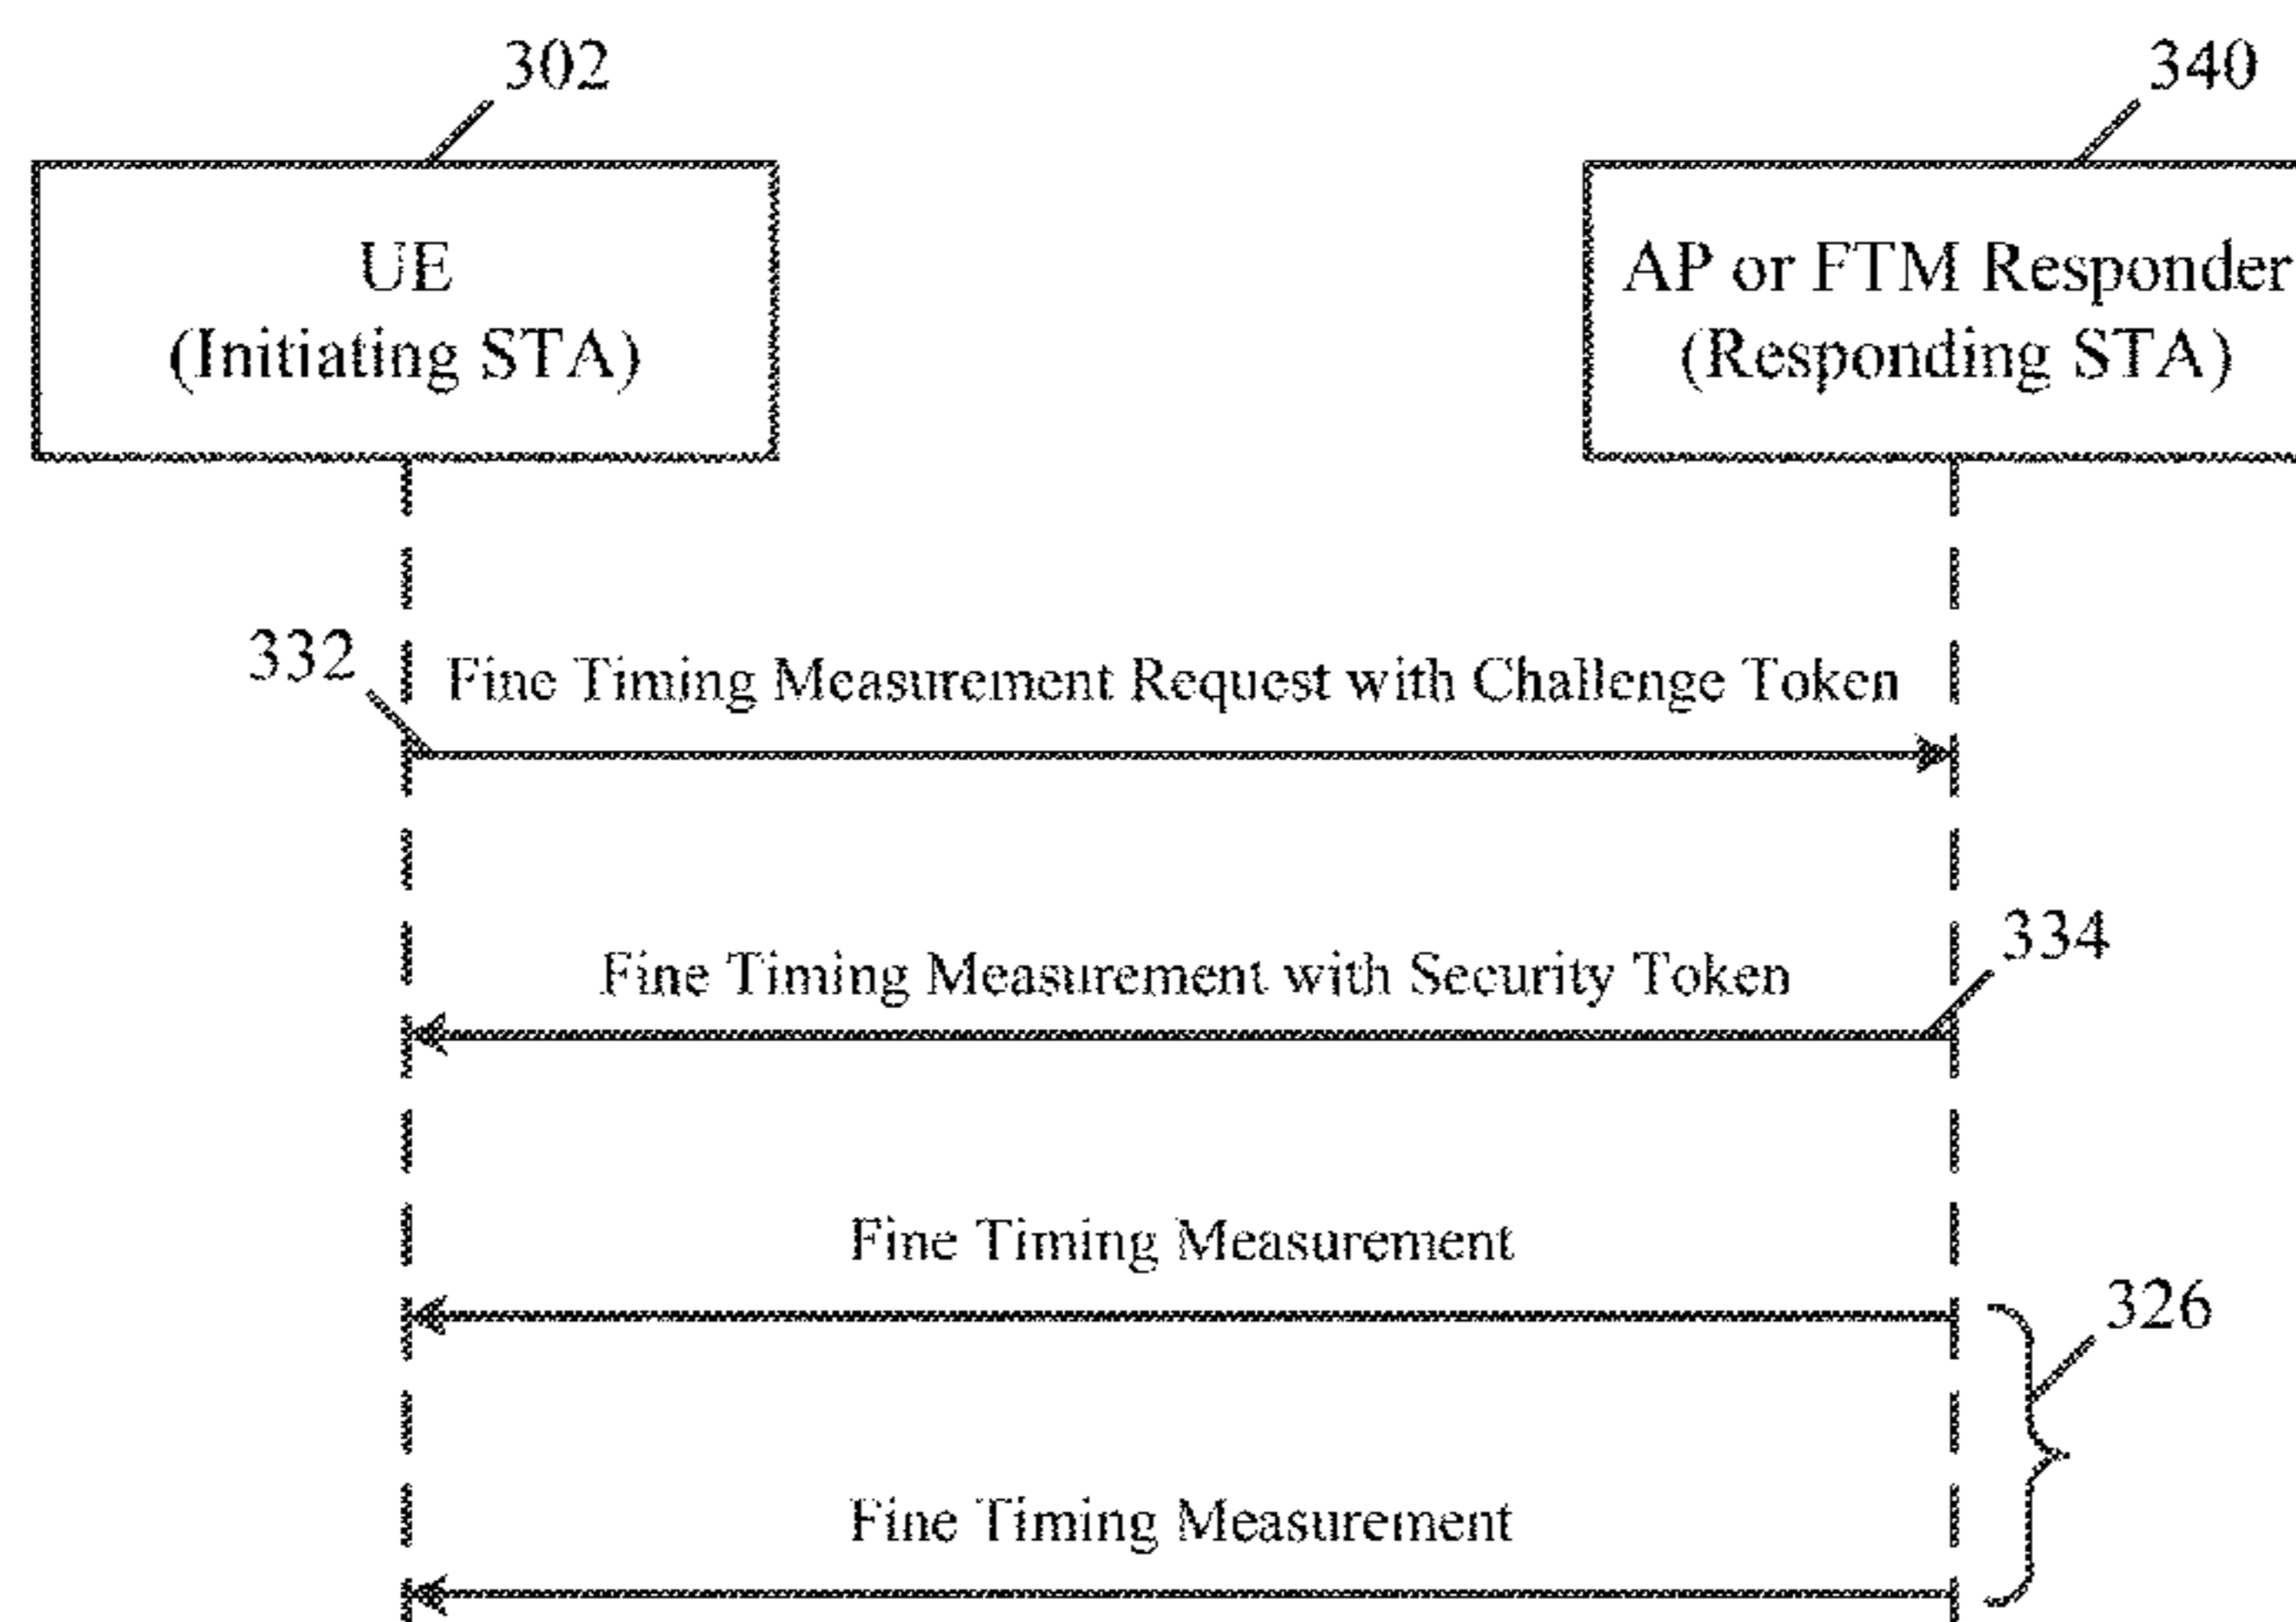 302
340
UE
(Initiating STA)
AP or FTM Responder
(Responding STA)
332
Fine Timing Measurement Request with Challenge Token
334
Fine Timing Measurement with Security Token
Fine Timing Measurement
326
Fine Timing Measurement